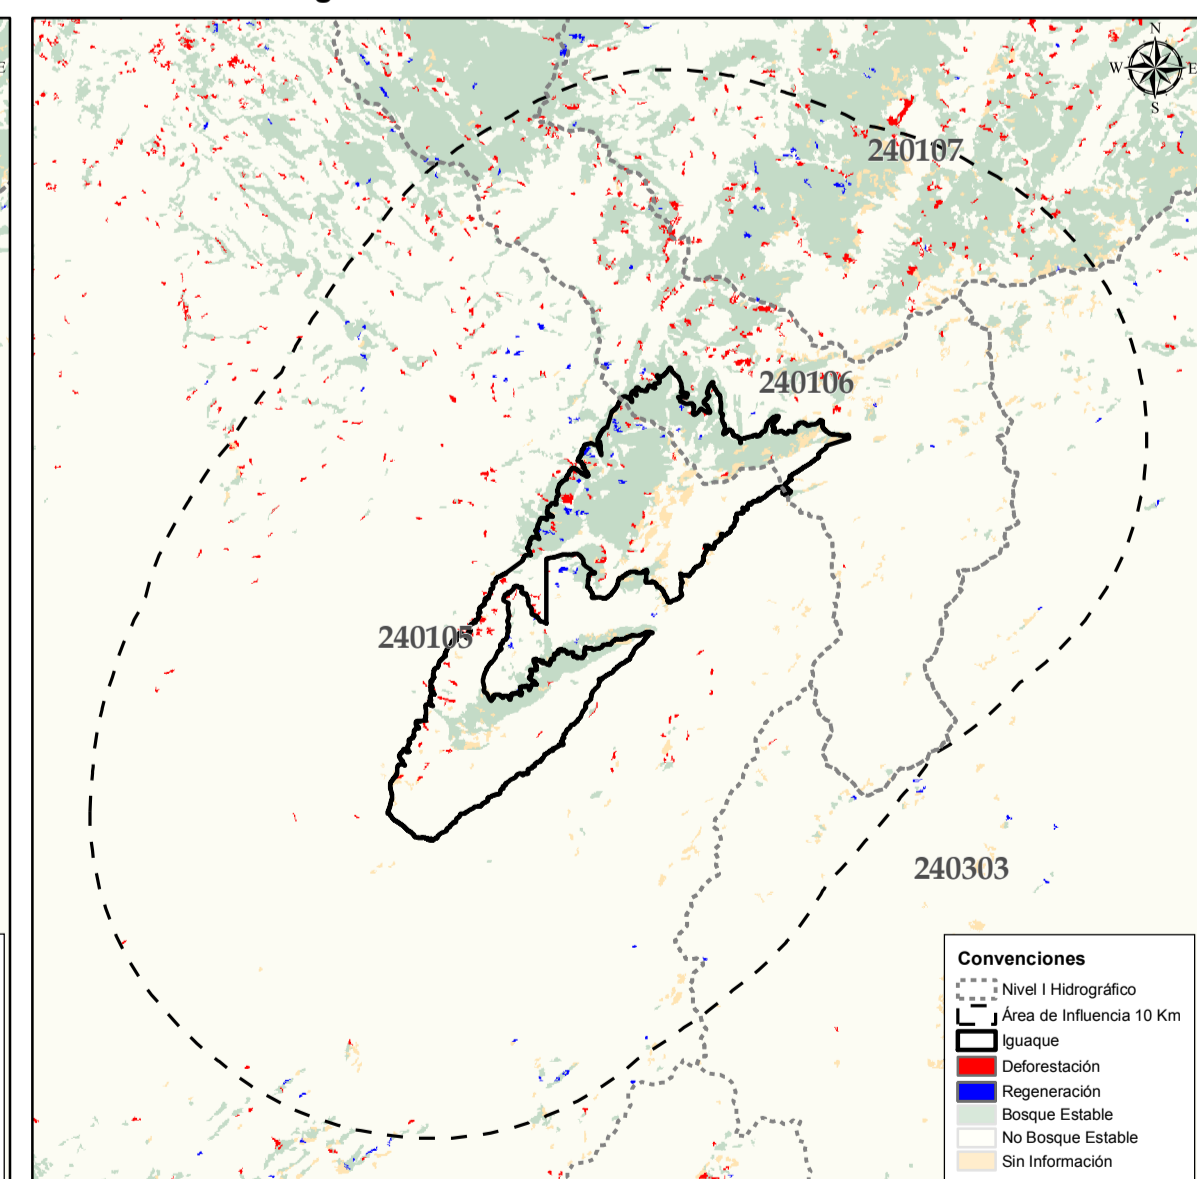 N
W E
S
E
240107
240106
240105
240303
Convenciones
Nivel I Hidrográfico
Área de Influencia 10 Km
Iguaque
Deforestación
Regeneración
Bosque Estable
No Bosque Estable
Sin Información